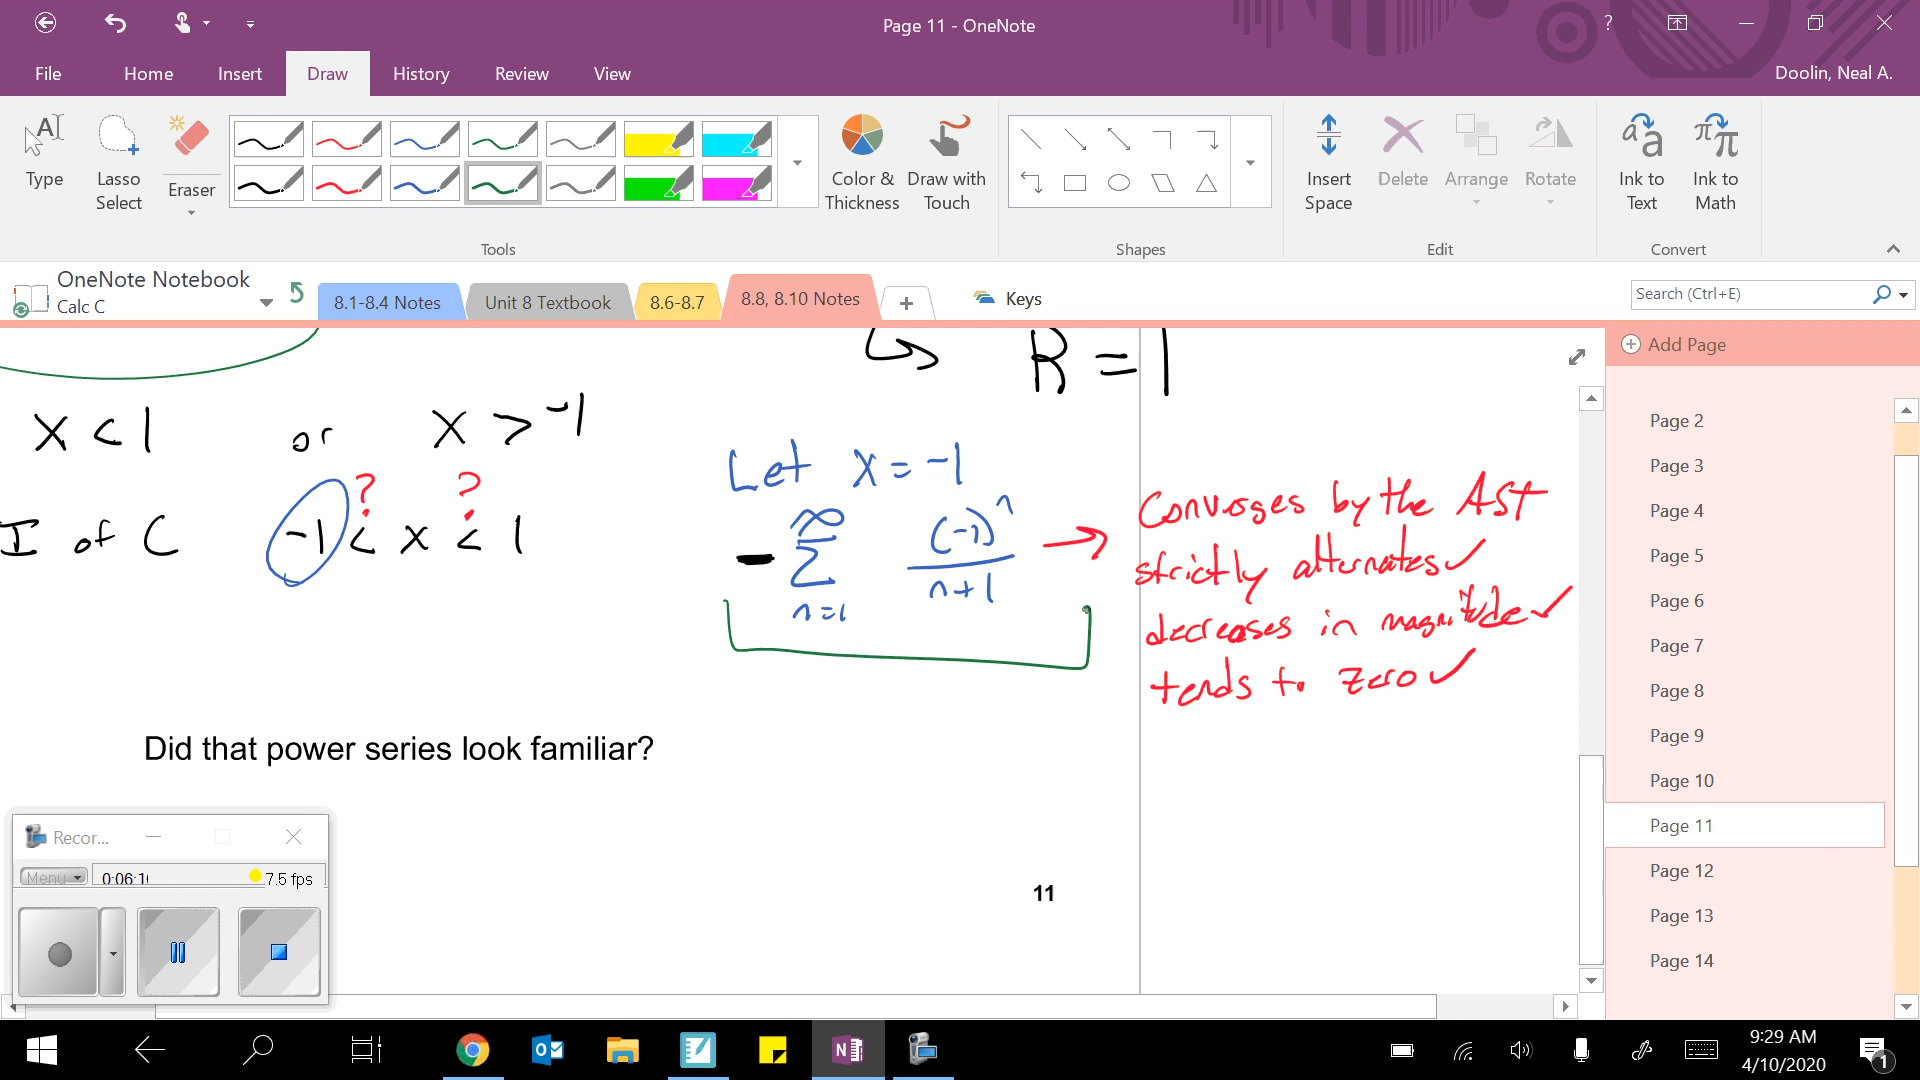 Page 11 - OneNote
?
File Home Insert Draw History Review View
Doolin, Neal A.
Type
Lasso Select
Eraser
Color & Thickness
Draw with Touch
Insert Space
Delete
Arrange
Rotate
Ink to Text
Ink to Math
Tools
Shapes
Edit
Convert
OneNote Notebook
Calc C
8.1-8.4 Notes
Unit 8 Textbook
8.6-8.7
8.8, 8.10 Notes
Keys
Search (Ctrl+E)
Add Page
Page 2
Page 3
Page 4
Page 5
Page 6
Page 7
Page 8
Page 9
Page 10
Page 11
Page 12
Page 13
Page 14
R = 1
x < 1 or x > -1
? ?
I of C -1 < x < 1
Let x = -1
- ∞ Σ n=1 (-1)^n / n+1
Converges by the AST
strictly alternates ✓
decreases in magnitude ✓
tends to zero ✓
Did that power series look familiar?
11
Recor...
Menu
0:06:1
7.5 fps
9:29 AM
4/10/2020
1